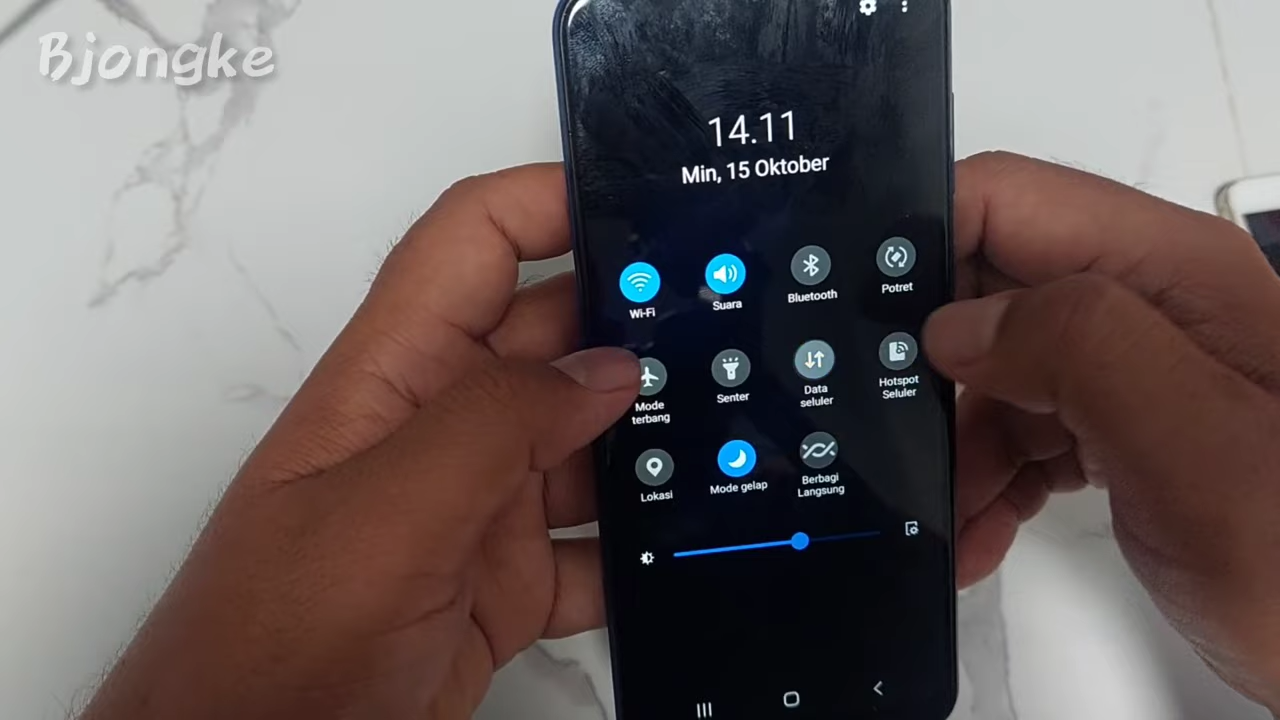 Bjongke
14.11
Min, 15 Oktober
Wi-Fi
Suara
Bluetooth
Potret
Mode
terbang
Senter
Data
seluler
Hotspot
Seluler
Lokasi
Mode gelap
Berbagi
Langsung